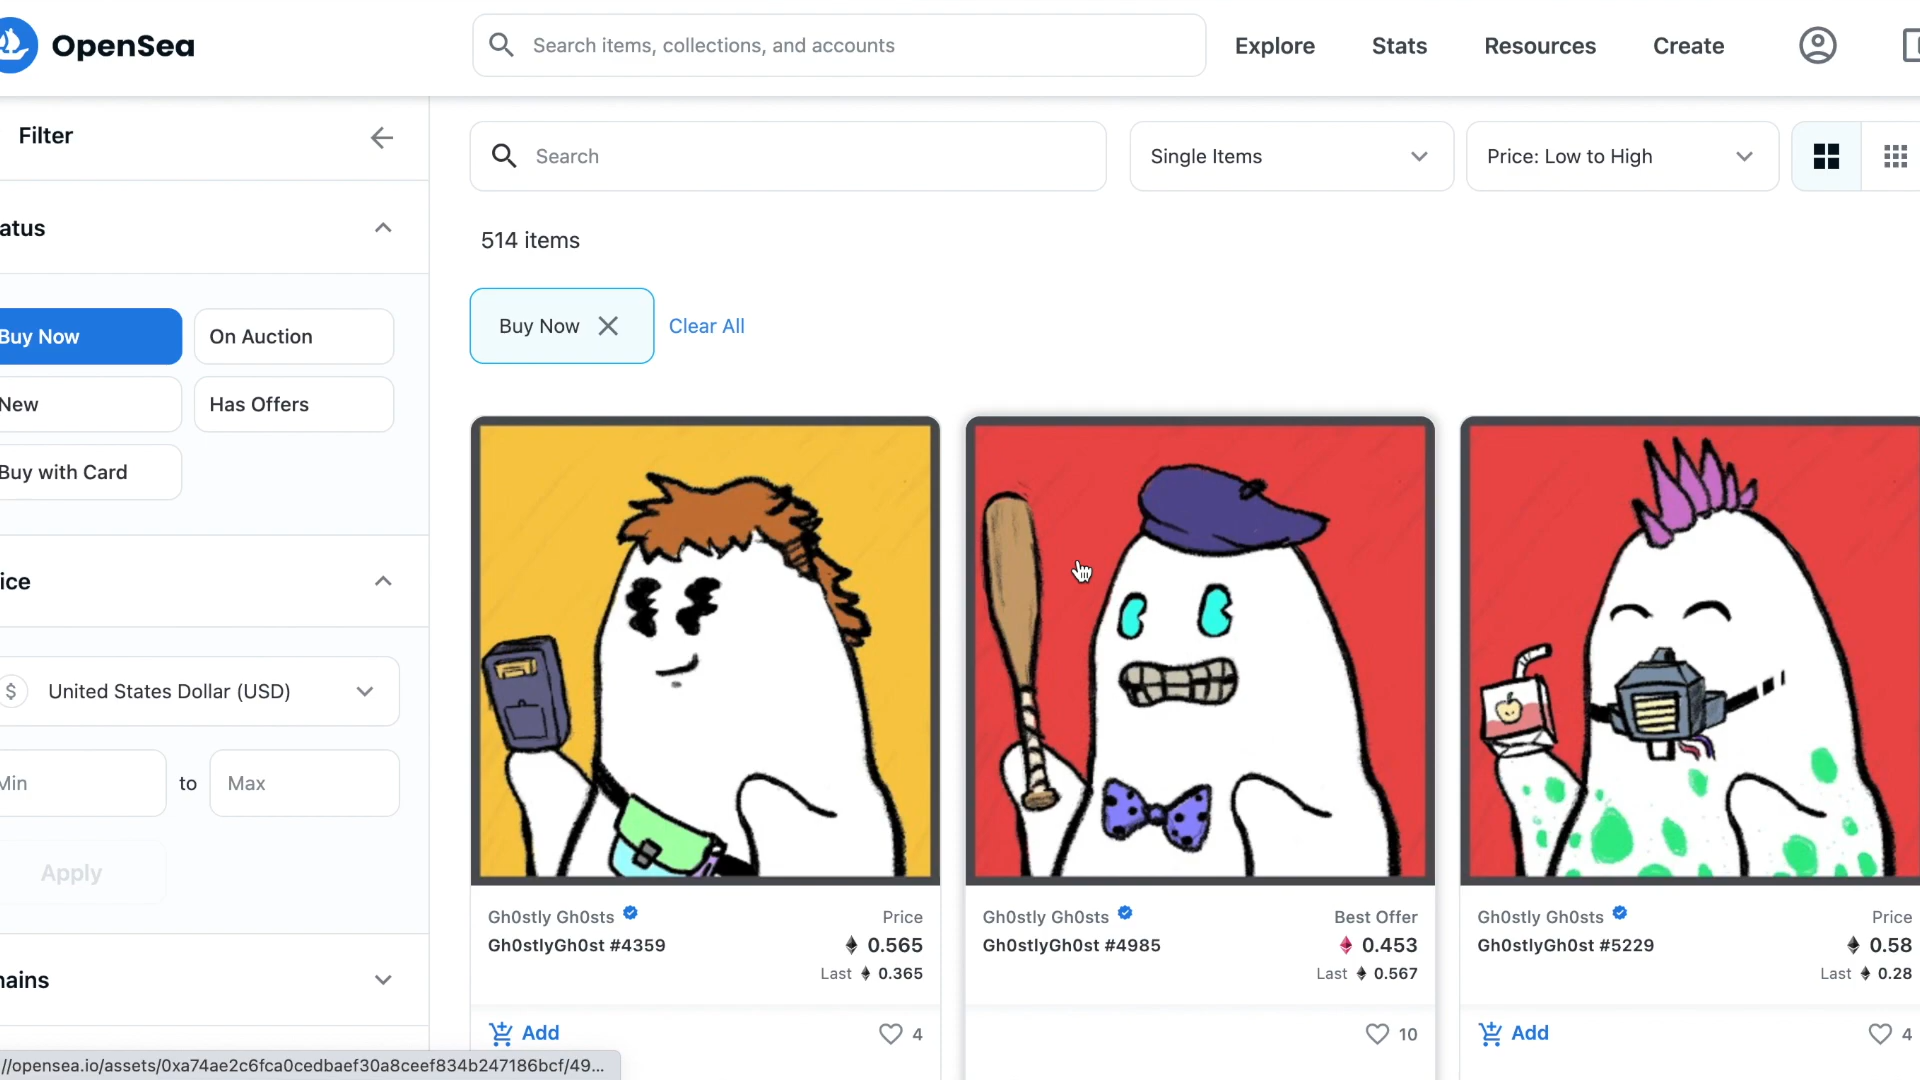 OpenSea
Search items, collections, and accounts
Explore
Stats
Resources
Create
Filter
Search
Single Items
Price: Low to High
atus
514 items
Buy Now
On Auction
Buy Now
Clear All
New
Has Offers
Buy with Card
ice
$ United States Dollar (USD)
Min
to
Max
Apply
Gh0stly Gh0sts
Price
Gh0stlyGh0st #4359
0.565
Last 0.365
Gh0stly Gh0sts
Best Offer
Gh0stlyGh0st #4985
0.453
Last 0.567
Gh0stly Gh0sts
Price
Gh0stlyGh0st #5229
0.58
Last 0.28
hains
Add
4
10
Add
4
//opensea.io/assets/0xa74ae2c6fca0cedbaef30a8ceef834b247186bcf/49...